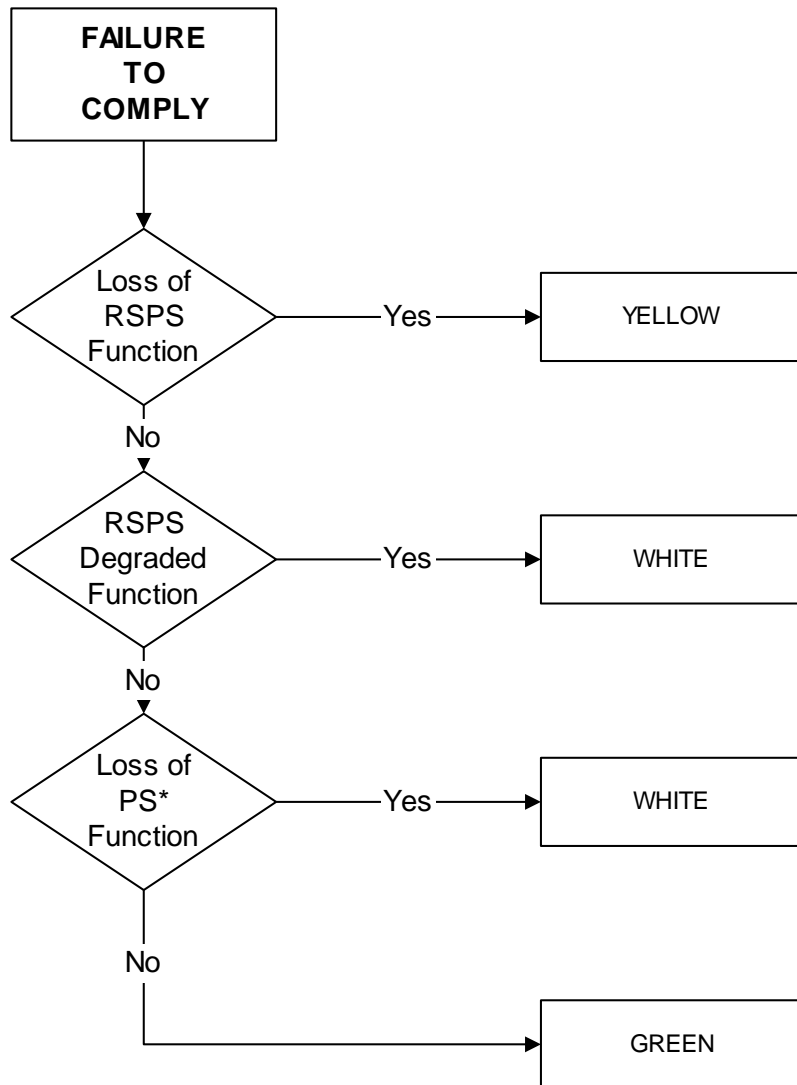 FAILURE
TO
COMPLY
Loss of
RSPS
Function
Yes
YELLOW
No
RSPS
Degraded
Function
Yes
WHITE
No
Loss of
PS*
Function
Yes
WHITE
No
GREEN